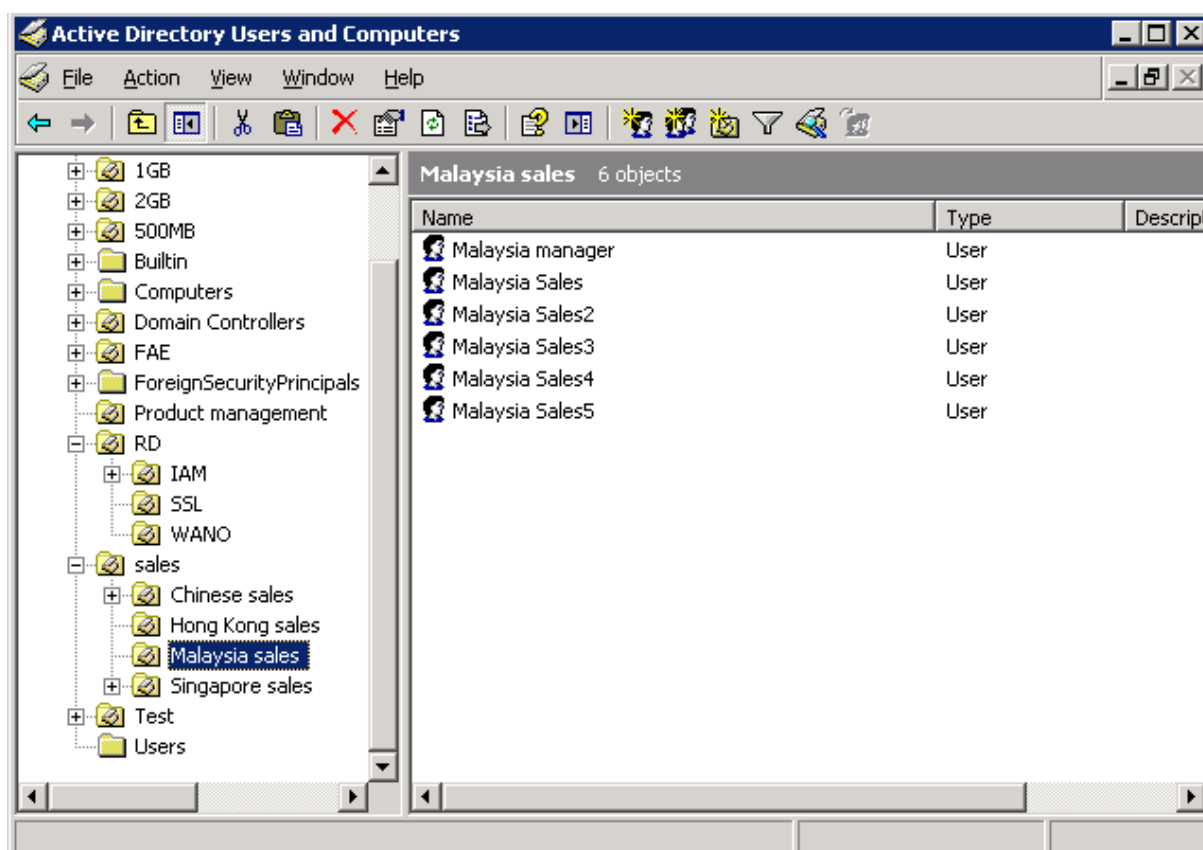 Active Directory Users and Computers
File Action View Window Help
1GB
2GB
500MB
Builtin
Computers
Domain Controllers
FAE
ForeignSecurityPrincipals
Product management
RD
IAM
SSL
WANO
sales
Chinese sales
Hong Kong sales
Malaysia sales
Singapore sales
Test
Users
Malaysia sales 6 objects
Name Type Descrip
Malaysia manager User
Malaysia Sales User
Malaysia Sales2 User
Malaysia Sales3 User
Malaysia Sales4 User
Malaysia Sales5 User